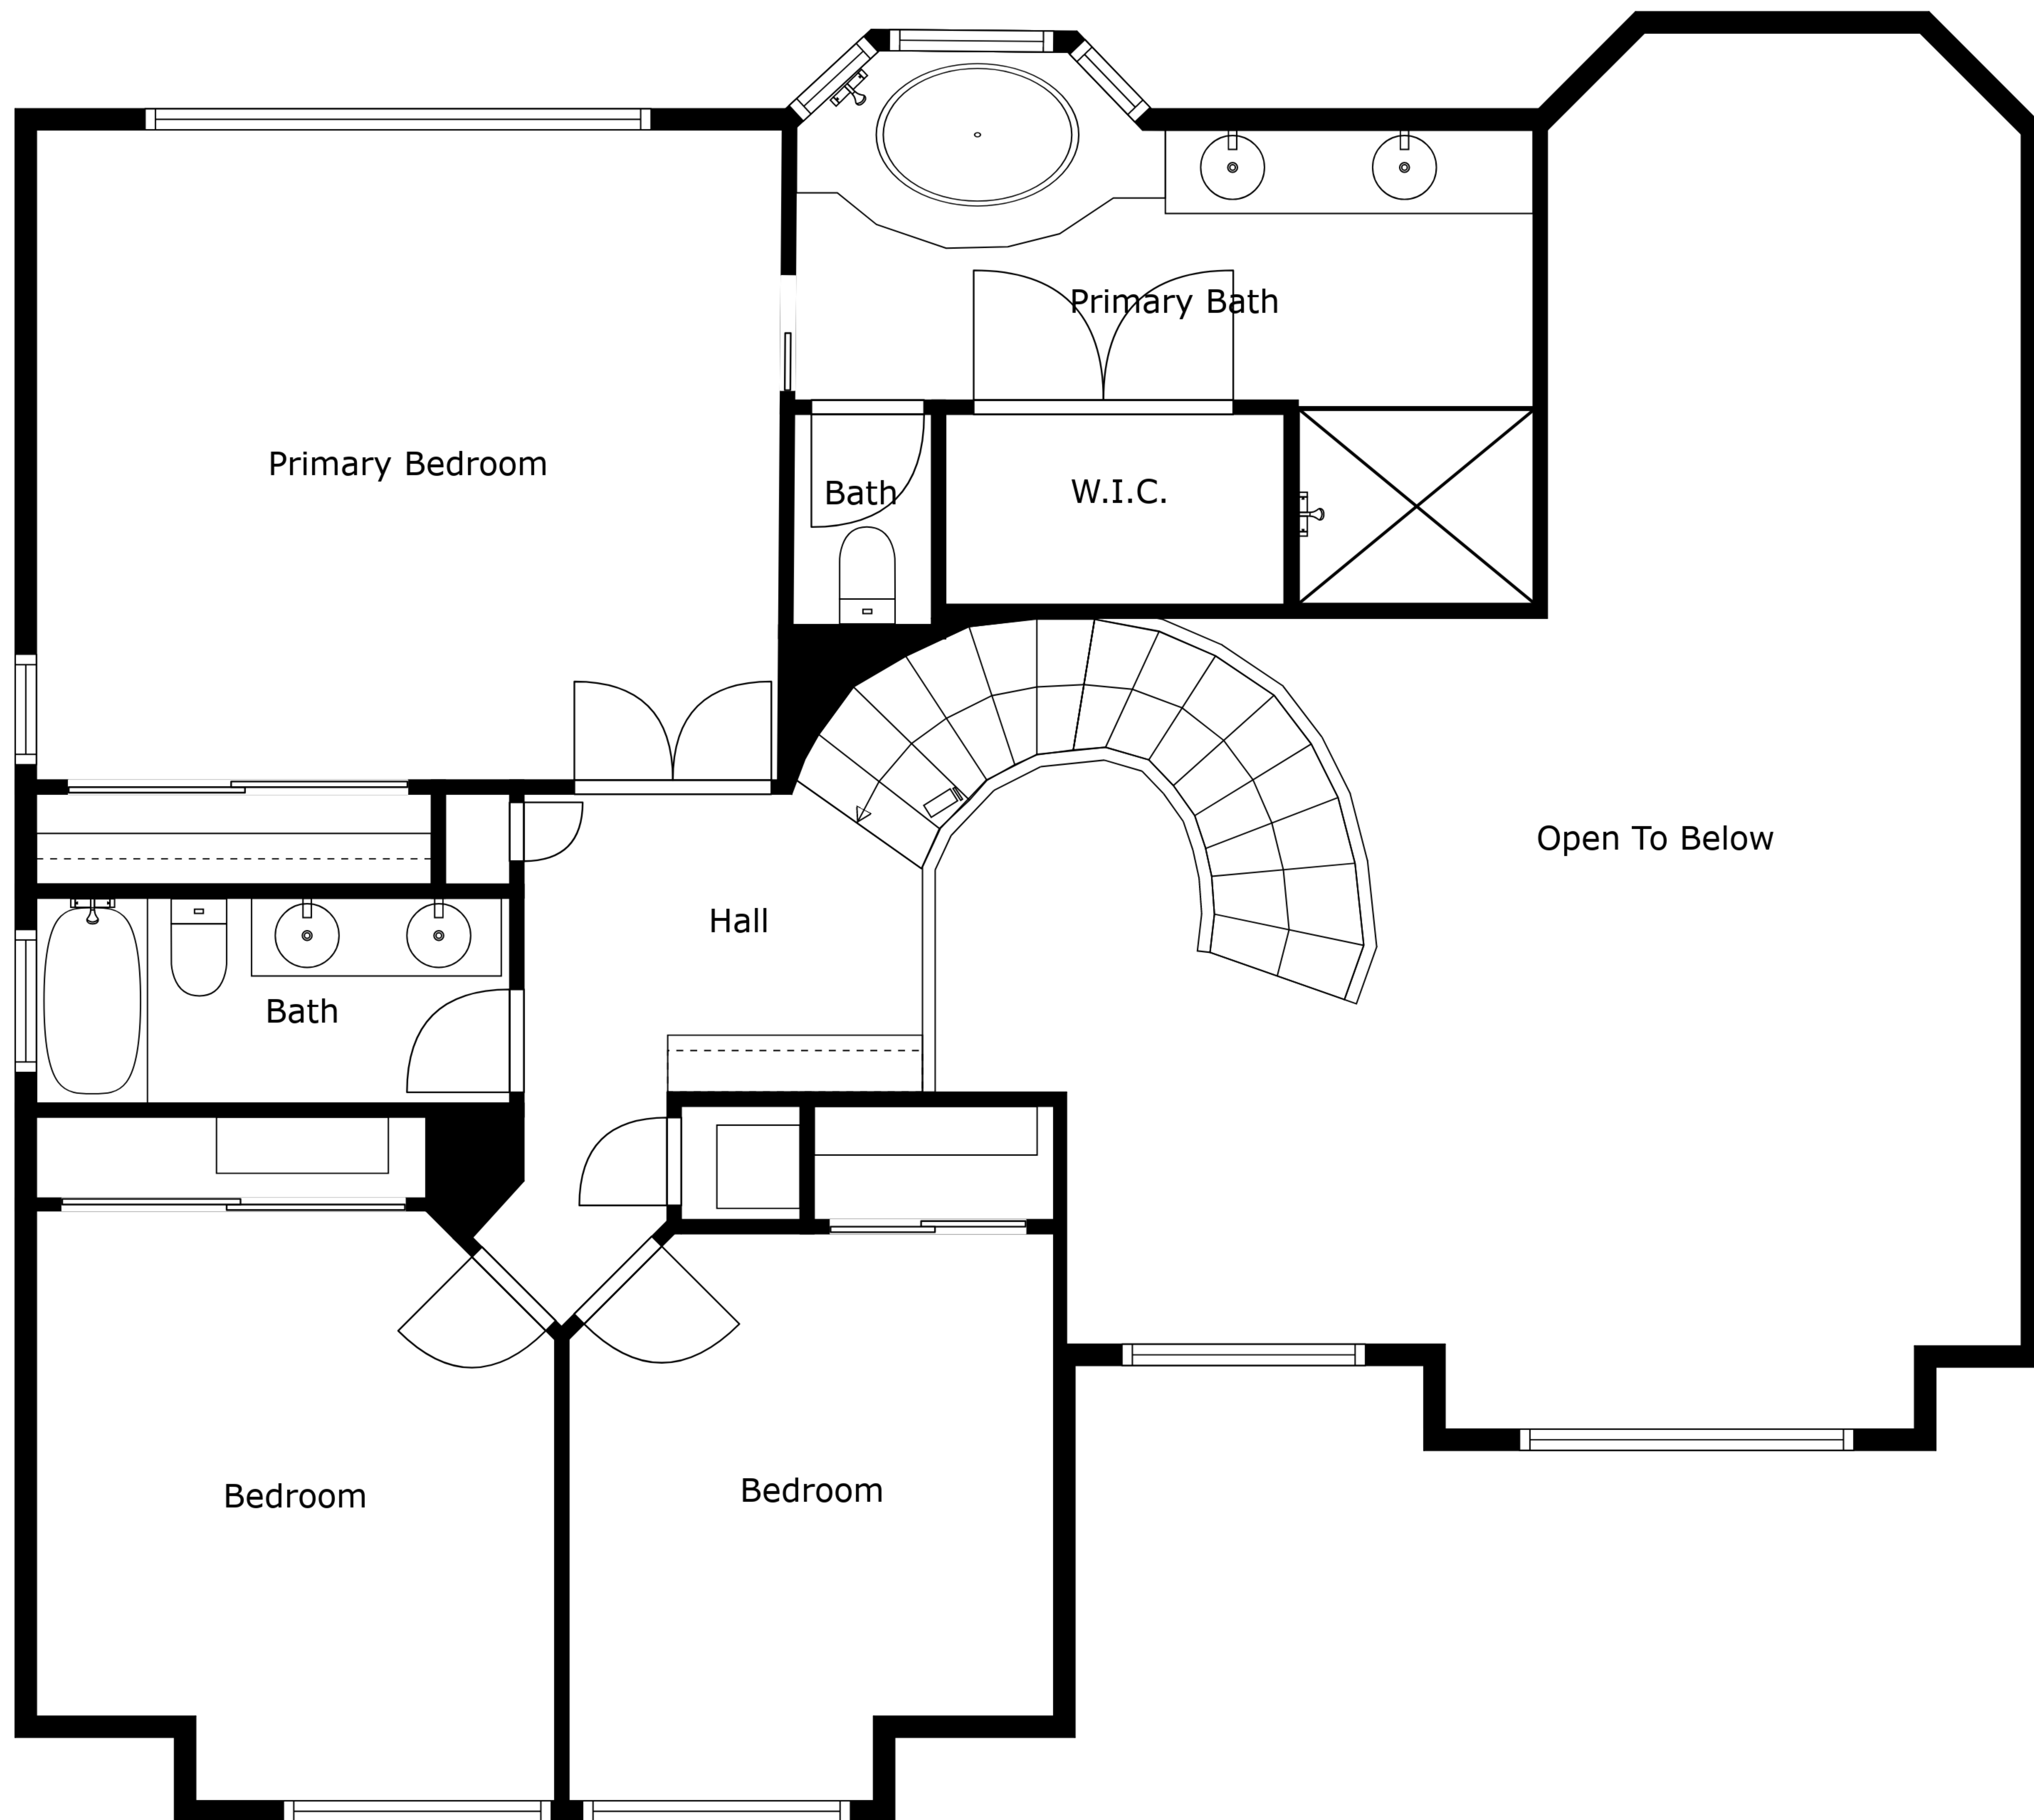 Primary Bath
Primary Bedroom
Bath
W.I.C.
Open To Below
Hall
Bath
Bedroom
Bedroom